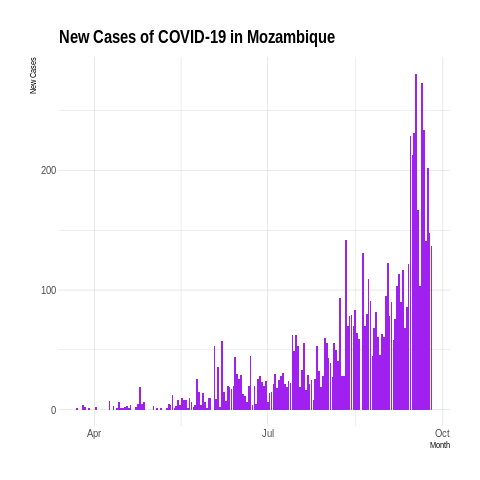 New Cases of COVID-19 in Mozambique
New Cases
200
100
0
Apr
Jul
Oct
Month